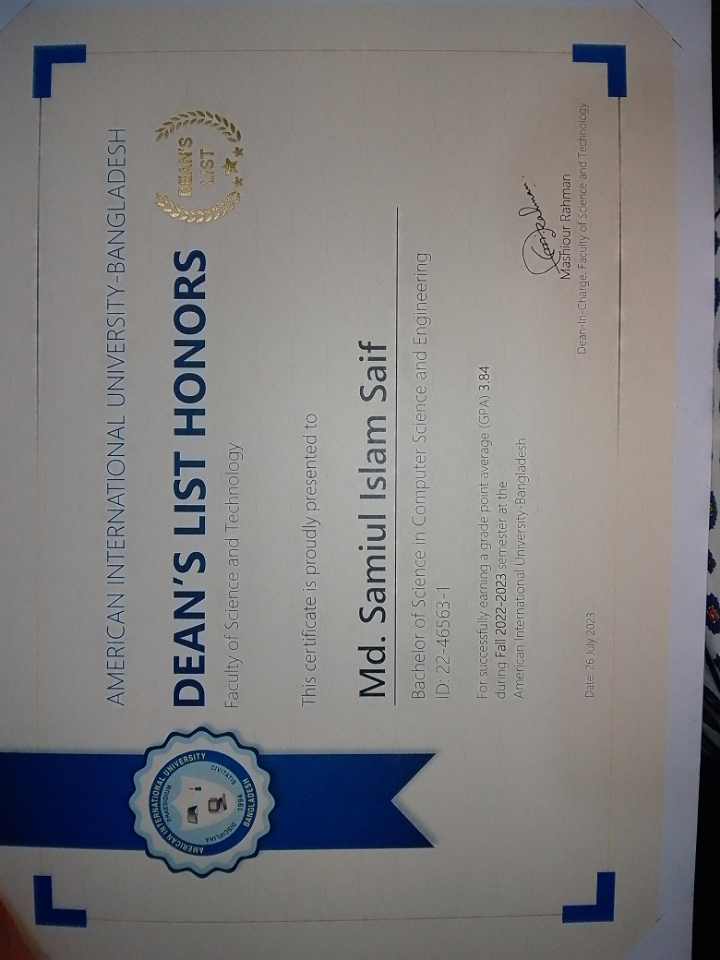 AMERICAN INTERNATIONAL UNIVERSITY-BANGLADESH
DEAN'S LIST HONORS
Faculty of Science and Technology
DEAN'S
LIST
AMERICAN INTERNATIONAL UNIVERSITY
PRAESIDIUM
DISCIPLINA
CIVITATIS
1994
BANGLADESH
This certificate is proudly presented to
Md. Samiul Islam Saif
Bachelor of Science in Computer Science and Engineering
ID: 22-46563-1
For successfully earning a grade point average (GPA) 3.84
during Fall 2022-2023 semester at the
American International University-Bangladesh
Mashiour Rahman
Dean-In-Charge, Faculty of Science and Technology
Date: 26 July 2023